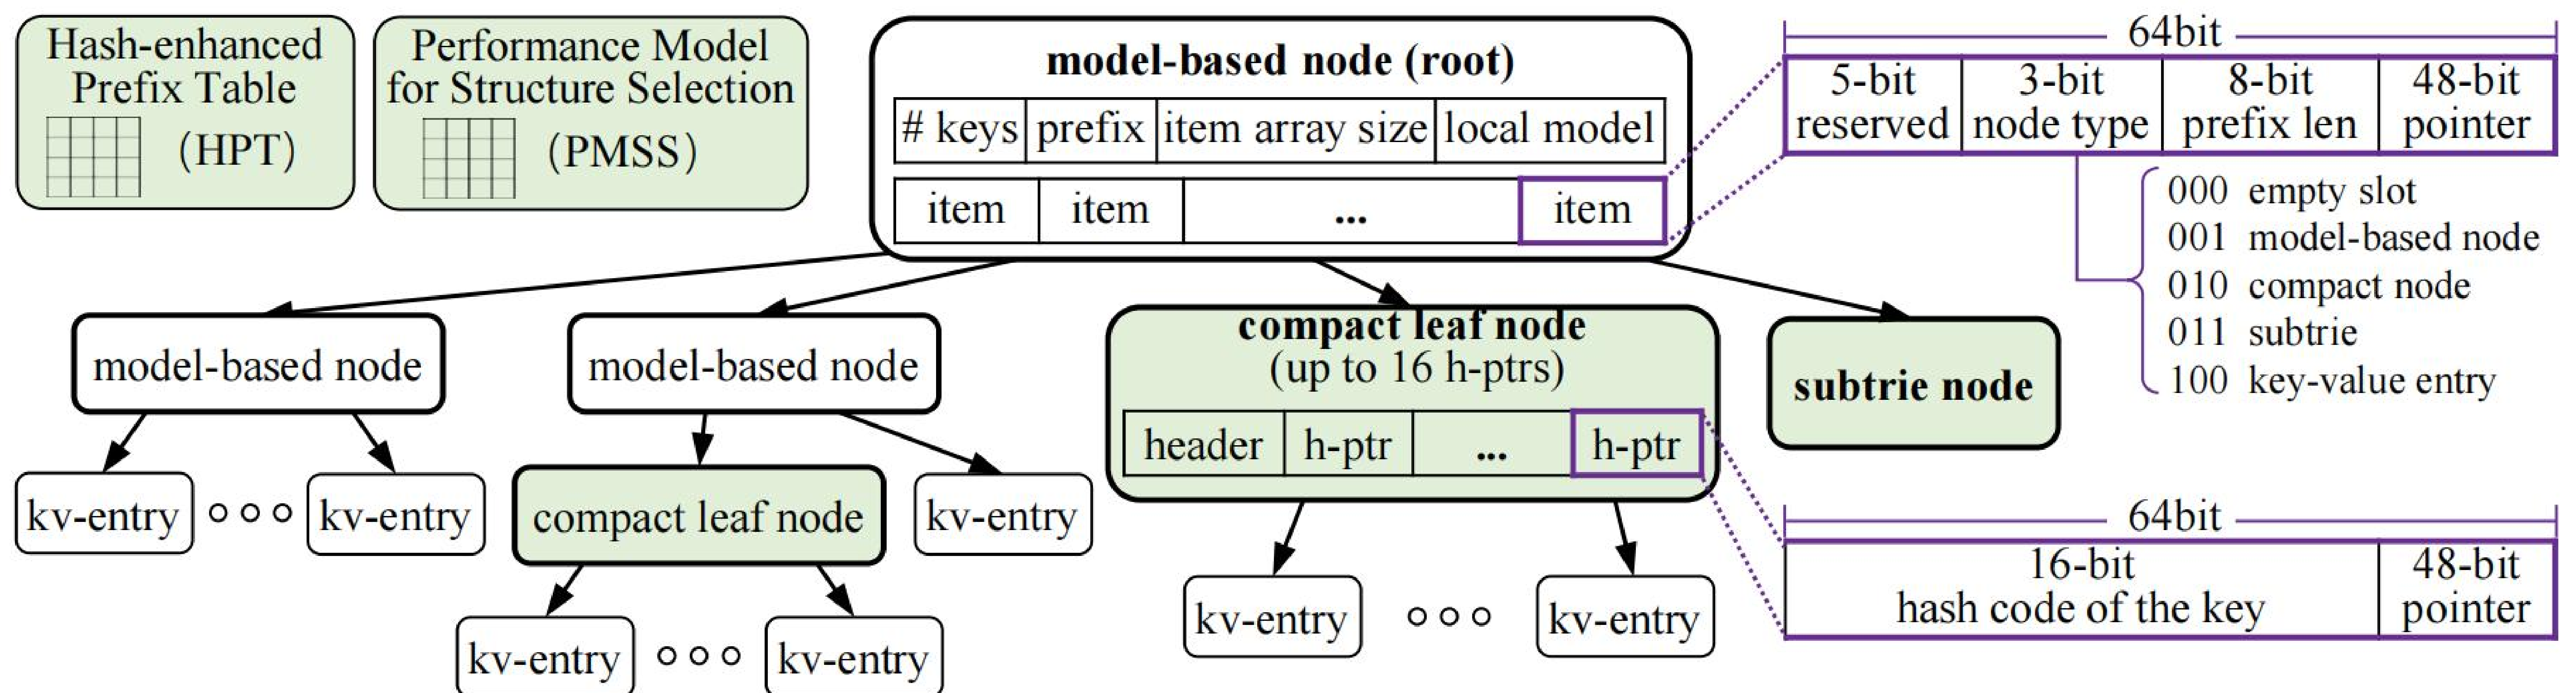 Hash-enhanced
Prefix Table
(HPT)
Performance Model
for Structure Selection
(PMSS)
model-based node (root)
# keys prefix item array size local model
item item ... item
64bit
5-bit reserved 3-bit node type 8-bit prefix len 48-bit pointer
000 empty slot
001 model-based node
010 compact node
011 subtrie
100 key-value entry
model-based node
model-based node
compact leaf node
(up to 16 h-ptrs)
header h-ptr ... h-ptr
subtrie node
kv-entry kv-entry
compact leaf node
kv-entry
kv-entry kv-entry
kv-entry kv-entry
64bit
16-bit hash code of the key 48-bit pointer